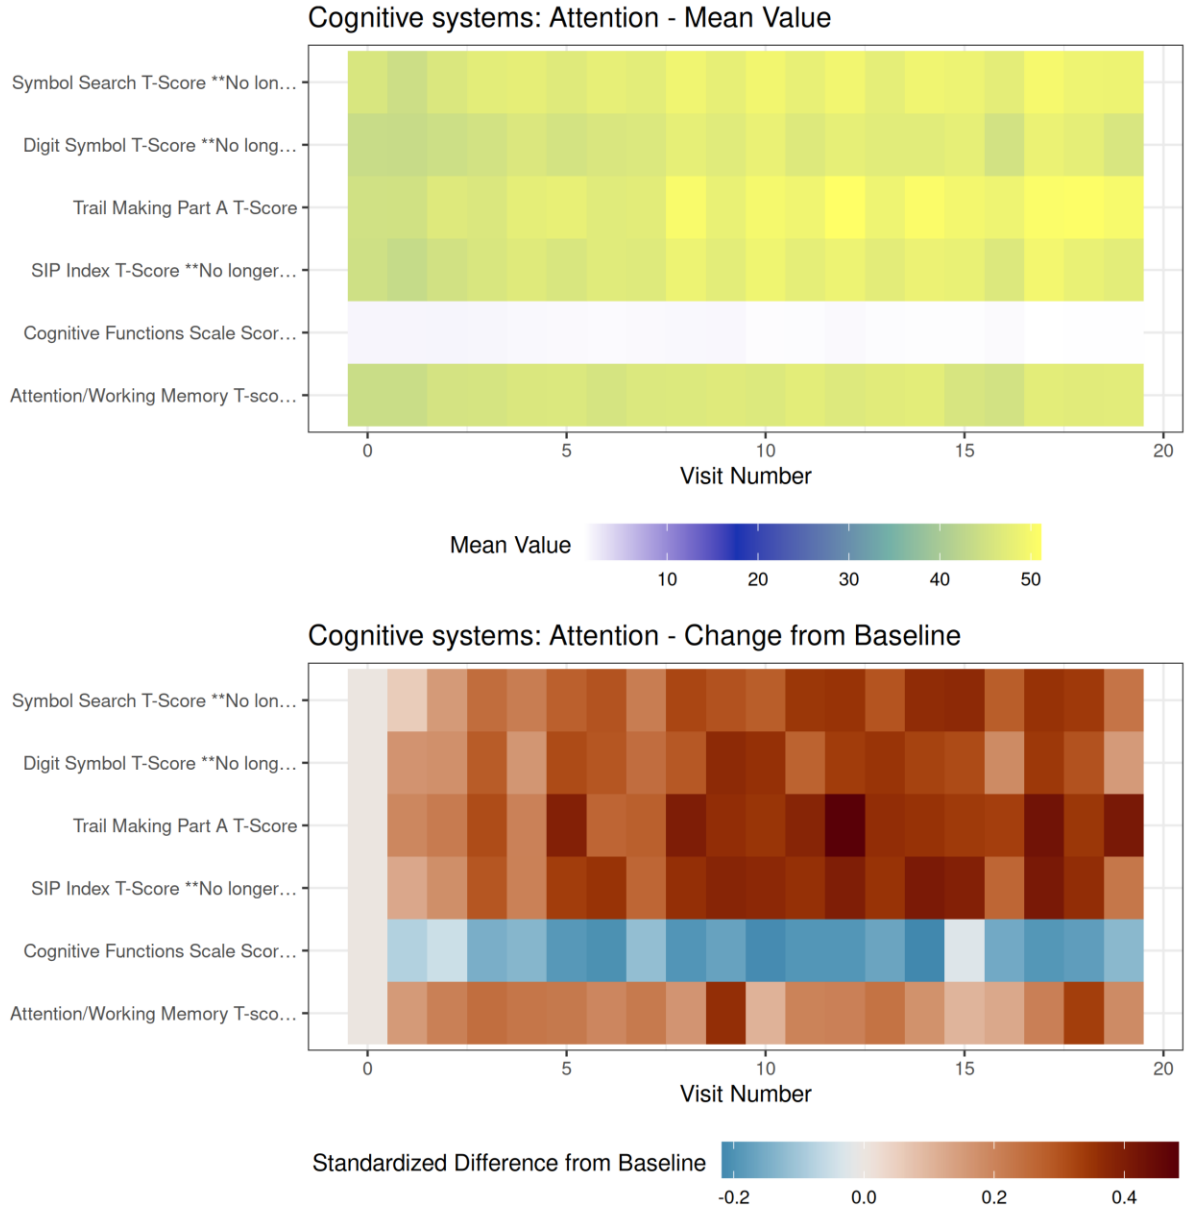 Cognitive systems: Attention - Mean Value
Symbol Search T-Score **No lon…
Digit Symbol T-Score **No long…
Trail Making Part A T-Score
SIP Index T-Score **No longer…
Cognitive Functions Scale Scor…
Attention/Working Memory T-sco…
0 5 10 15 20
Visit Number
Mean Value
10 20 30 40 50
Cognitive systems: Attention - Change from Baseline
Symbol Search T-Score **No lon…
Digit Symbol T-Score **No long…
Trail Making Part A T-Score
SIP Index T-Score **No longer…
Cognitive Functions Scale Scor…
Attention/Working Memory T-sco…
0 5 10 15 20
Visit Number
Standardized Difference from Baseline
-0.2 0.0 0.2 0.4